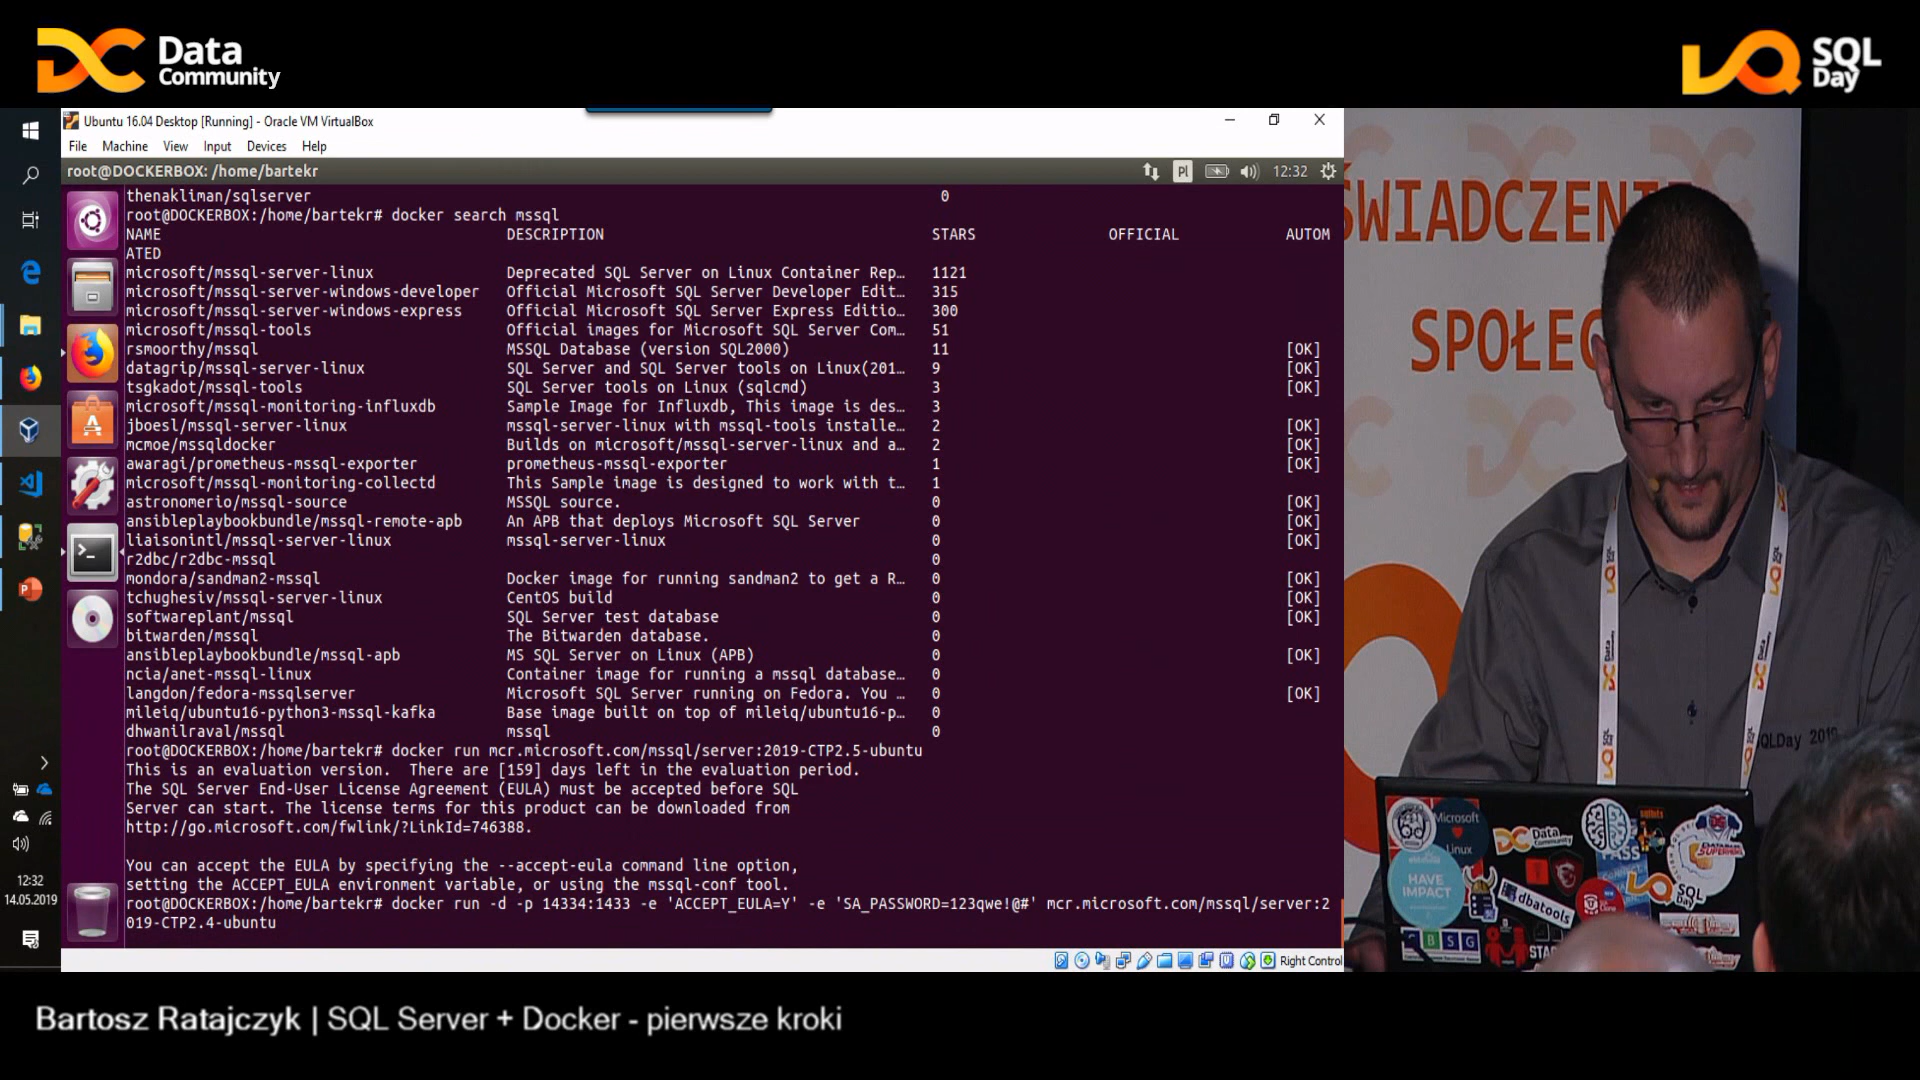 Data
Community
SQL
Day
Ubuntu 16.04 Desktop [Running] - Oracle VM VirtualBox
File Machine View Input Devices Help
root@DOCKERBOX: /home/bartekr
Pl
12:32
thenakliman/sqlserver 0
root@DOCKERBOX:/home/bartekr# docker search mssql
NAME DESCRIPTION STARS OFFICIAL AUTOM
ATED
microsoft/mssql-server-linux Deprecated SQL Server on Linux Container Rep… 1121
microsoft/mssql-server-windows-developer Official Microsoft SQL Server Developer Edit… 315
microsoft/mssql-server-windows-express Official Microsoft SQL Server Express Editio… 300
microsoft/mssql-tools Official images for Microsoft SQL Server Com… 51
rsmoorthy/mssql MSSQL Database (version SQL2000) 11 [OK]
datagrip/mssql-server-linux SQL Server and SQL Server tools on Linux(201… 9 [OK]
tsgkadot/mssql-tools SQL Server tools on Linux (sqlcmd) 3 [OK]
microsoft/mssql-monitoring-influxdb Sample Image for Influxdb, This image is des… 3
jboesl/mssql-server-linux mssql-server-linux with mssql-tools installe… 2 [OK]
mcmoe/mssqldocker Builds on microsoft/mssql-server-linux and a… 2 [OK]
awaragi/prometheus-mssql-exporter prometheus-mssql-exporter 1 [OK]
microsoft/mssql-monitoring-collectd This Sample image is designed to work with t… 1
astronomerio/mssql-source MSSQL source. 0 [OK]
ansibleplaybookbundle/mssql-remote-apb An APB that deploys Microsoft SQL Server 0 [OK]
liaisonintl/mssql-server-linux mssql-server-linux 0 [OK]
r2dbc/r2dbc-mssql 0
mondora/sandman2-mssql Docker image for running sandman2 to get a R… 0 [OK]
tchughesiv/mssql-server-linux CentOS build 0 [OK]
softwareplant/mssql SQL Server test database 0 [OK]
bitwarden/mssql The Bitwarden database. 0
ansibleplaybookbundle/mssql-apb MS SQL Server on Linux (APB) 0 [OK]
ncia/anet-mssql-linux Container image for running a mssql database… 0
langdon/fedora-mssqlserver Microsoft SQL Server running on Fedora. You … 0 [OK]
mileiq/ubuntu16-python3-mssql-kafka Base image built on top of mileiq/ubuntu16-p… 0
dhwanilraval/mssql mssql 0
root@DOCKERBOX:/home/bartekr# docker run mcr.microsoft.com/mssql/server:2019-CTP2.5-ubuntu
This is an evaluation version. There are [159] days left in the evaluation period.
The SQL Server End-User License Agreement (EULA) must be accepted before SQL
Server can start. The license terms for this product can be downloaded from
http://go.microsoft.com/fwlink/?LinkId=746388.
You can accept the EULA by specifying the --accept-eula command line option,
setting the ACCEPT_EULA environment variable, or using the mssql-conf tool.
root@DOCKERBOX:/home/bartekr# docker run -d -p 14334:1433 -e 'ACCEPT_EULA=Y' -e 'SA_PASSWORD=123qwe!@#' mcr.microsoft.com/mssql/server:2
019-CTP2.4-ubuntu
Right Control
12:32
14.05.2019
ŚWIADCZENI
SPOŁEC
SQLDay 2019
Microsoft
Linux
Data
Community
PASS
HAVE
IMPACT
dbatools
SQL
Day
Bartosz Ratajczyk | SQL Server + Docker - pierwsze kroki